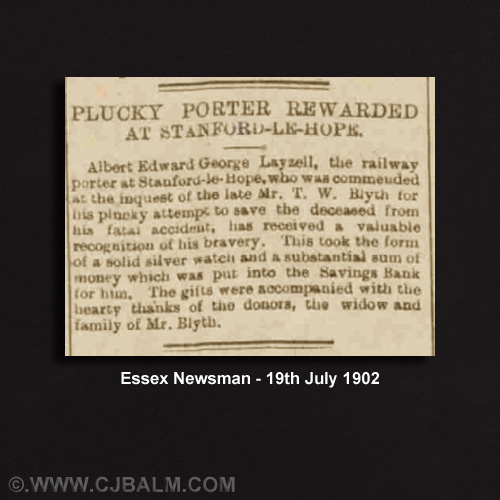 PLUCKY PORTER REWARDED
AT STANFORD-LE-HOPE.
Albert Edward George Layzell, the railway
porter at Stanford-le-Hope, who was commended
at the inquest of the late Mr. T. W. Blyth for
his plucky attempt to save the deceased from
his fatal accident, has received a valuable
recognition of his bravery. This took the form
of a solid silver watch and a substantial sum of
money which was put into the Savings Bank
for him. The gifts were accompanied with the
hearty thanks of the donors, the widow and
family of Mr. Blyth.
Essex Newsman - 19th July 1902
©.WWW.CJBALM.COM